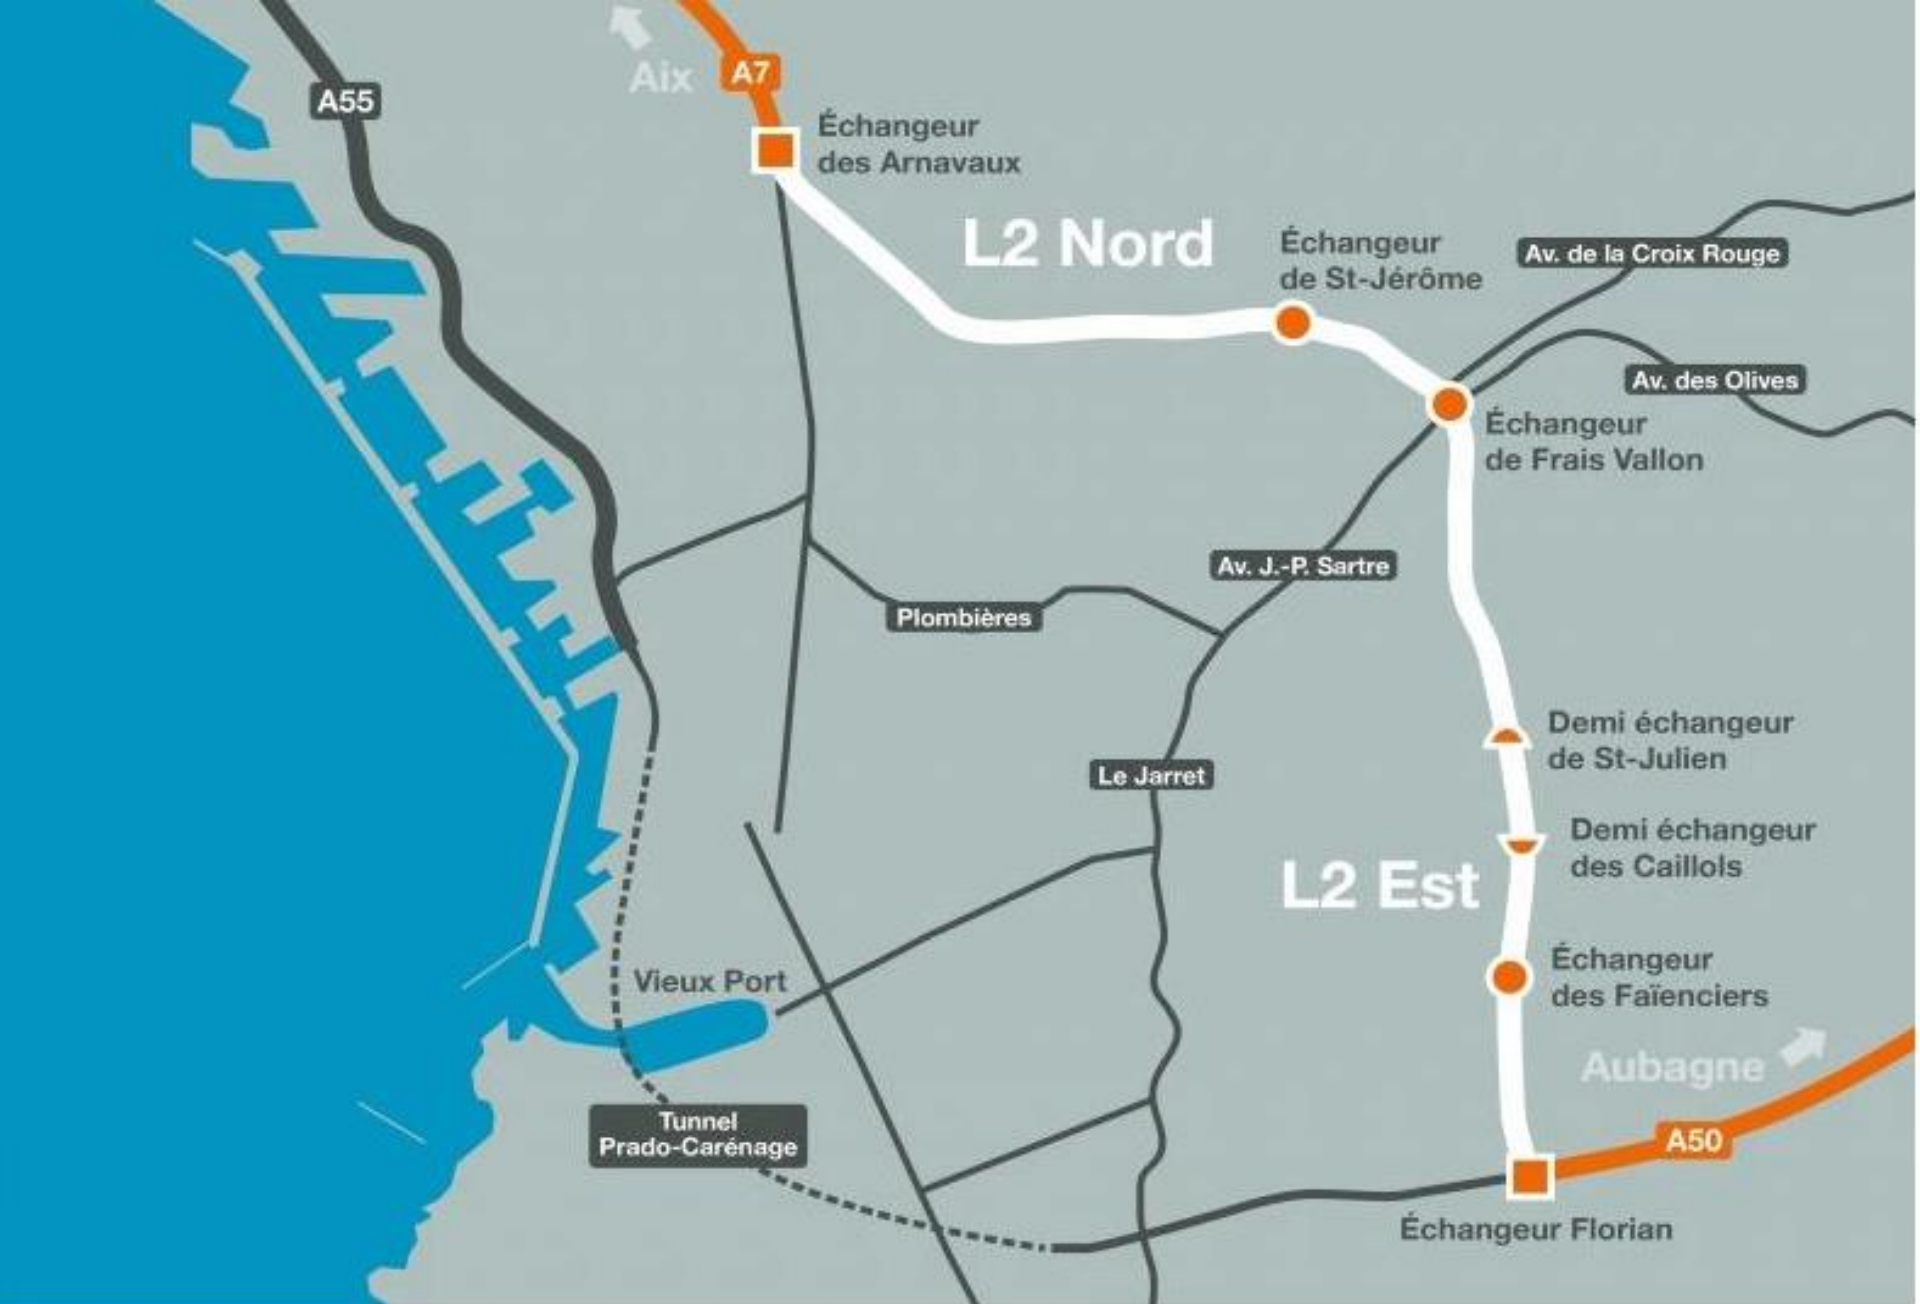 Aix
A7
A55
Échangeur
des Arnavaux
L2 Nord
Échangeur
de St-Jérôme
Av. de la Croix Rouge
Av. des Olives
Échangeur
de Frais Vallon
Av. J.-P. Sartre
Plombières
Demi échangeur
de St-Julien
Le Jarret
Demi échangeur
des Caillols
L2 Est
Échangeur
des Faïenciers
Vieux Port
Aubagne
Tunnel
Prado-Carénage
A50
Échangeur Florian